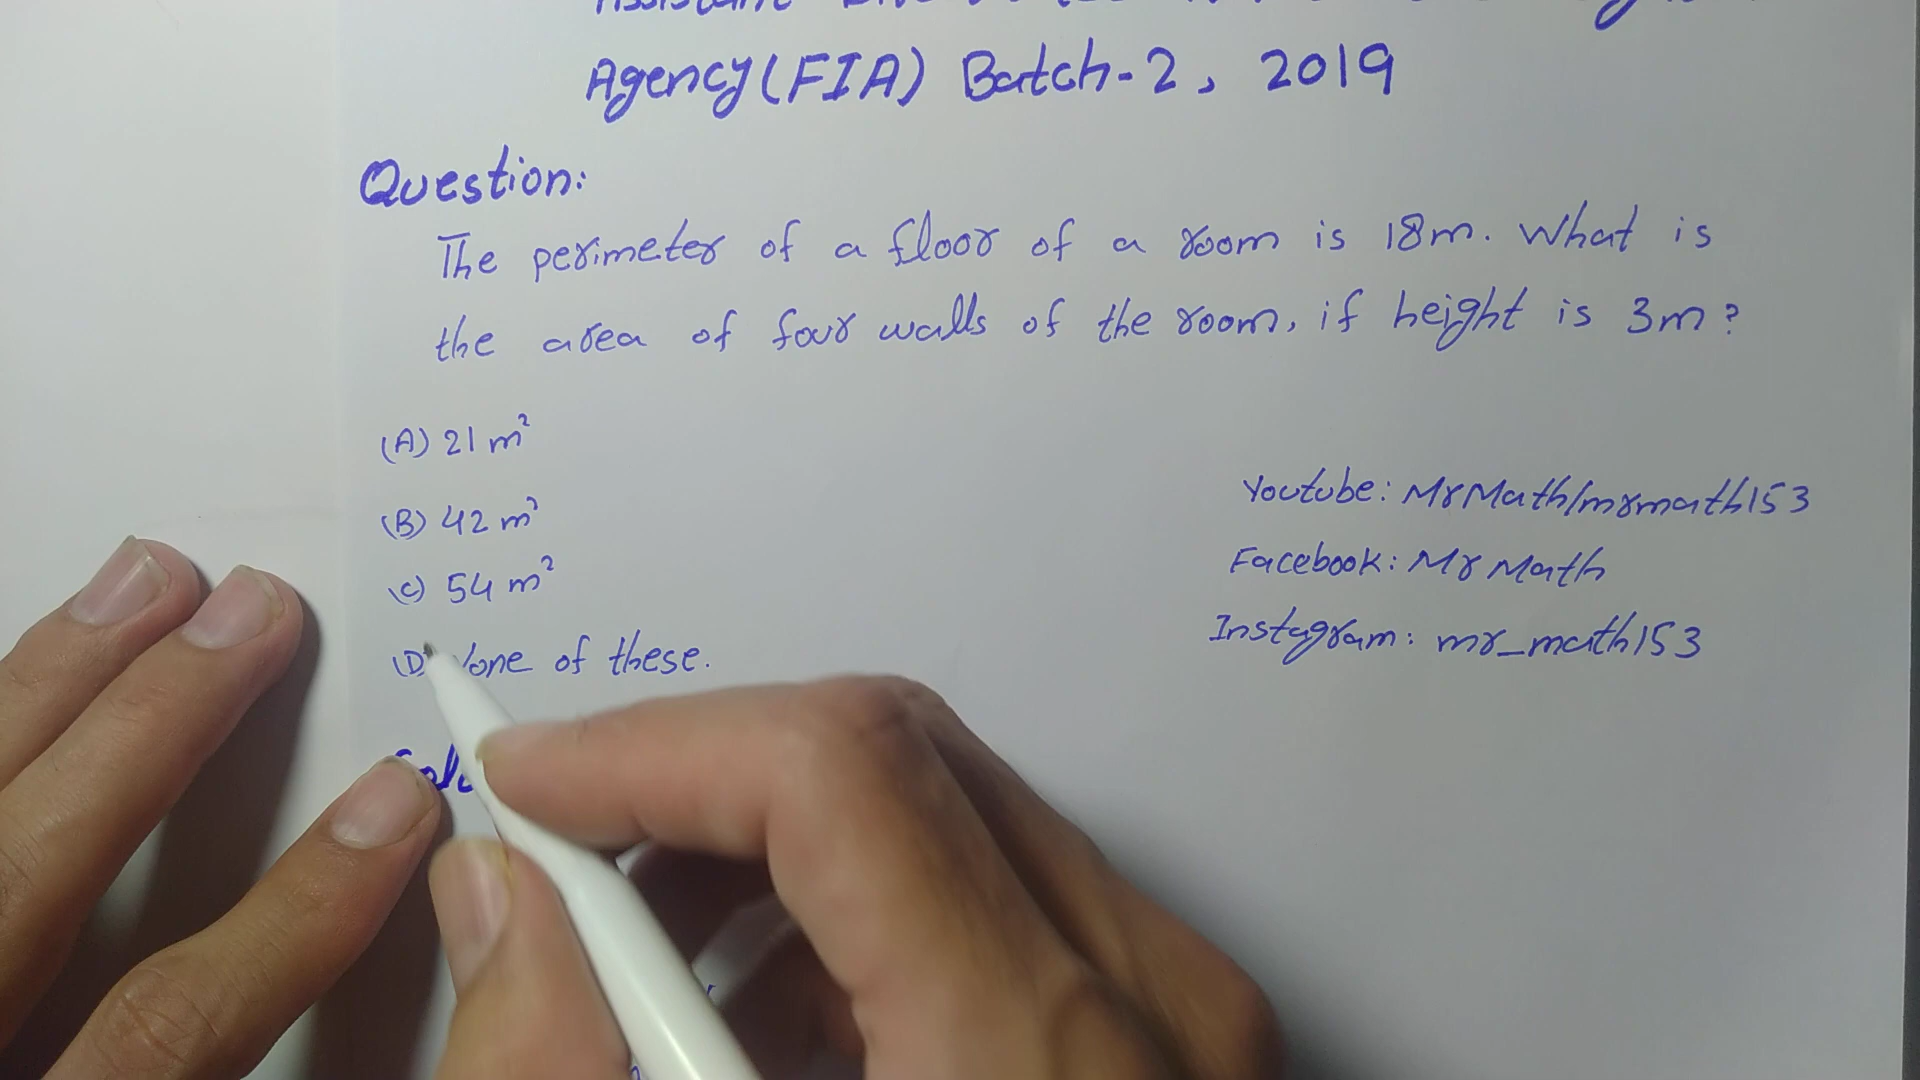 Assistant
Agency(FIA) Batch-2, 2019
Question:
The perimeter of a floor of a room is 18m. What is
the area of four walls of the room, if height is 3m?
(A) 21 m²
(B) 42 m²
(C) 54 m²
(D) None of these.
Youtube: MrMath/mrmath153
Facebook: Mr Math
Instagram: mr_math153